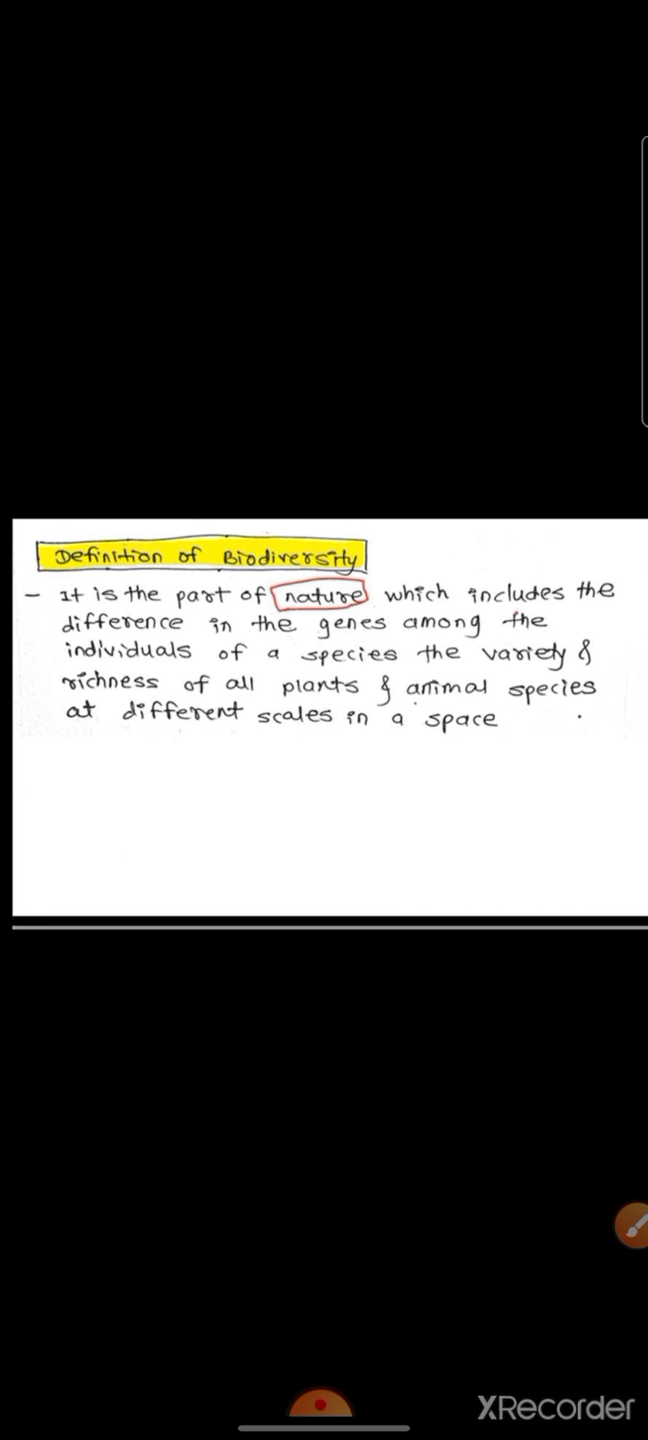 Definition of Biodiversity
- It is the part of nature which includes the
difference in the genes among the
individuals of a species the variety &
richness of all plants & animal species
at different scales in a space
XRecorder